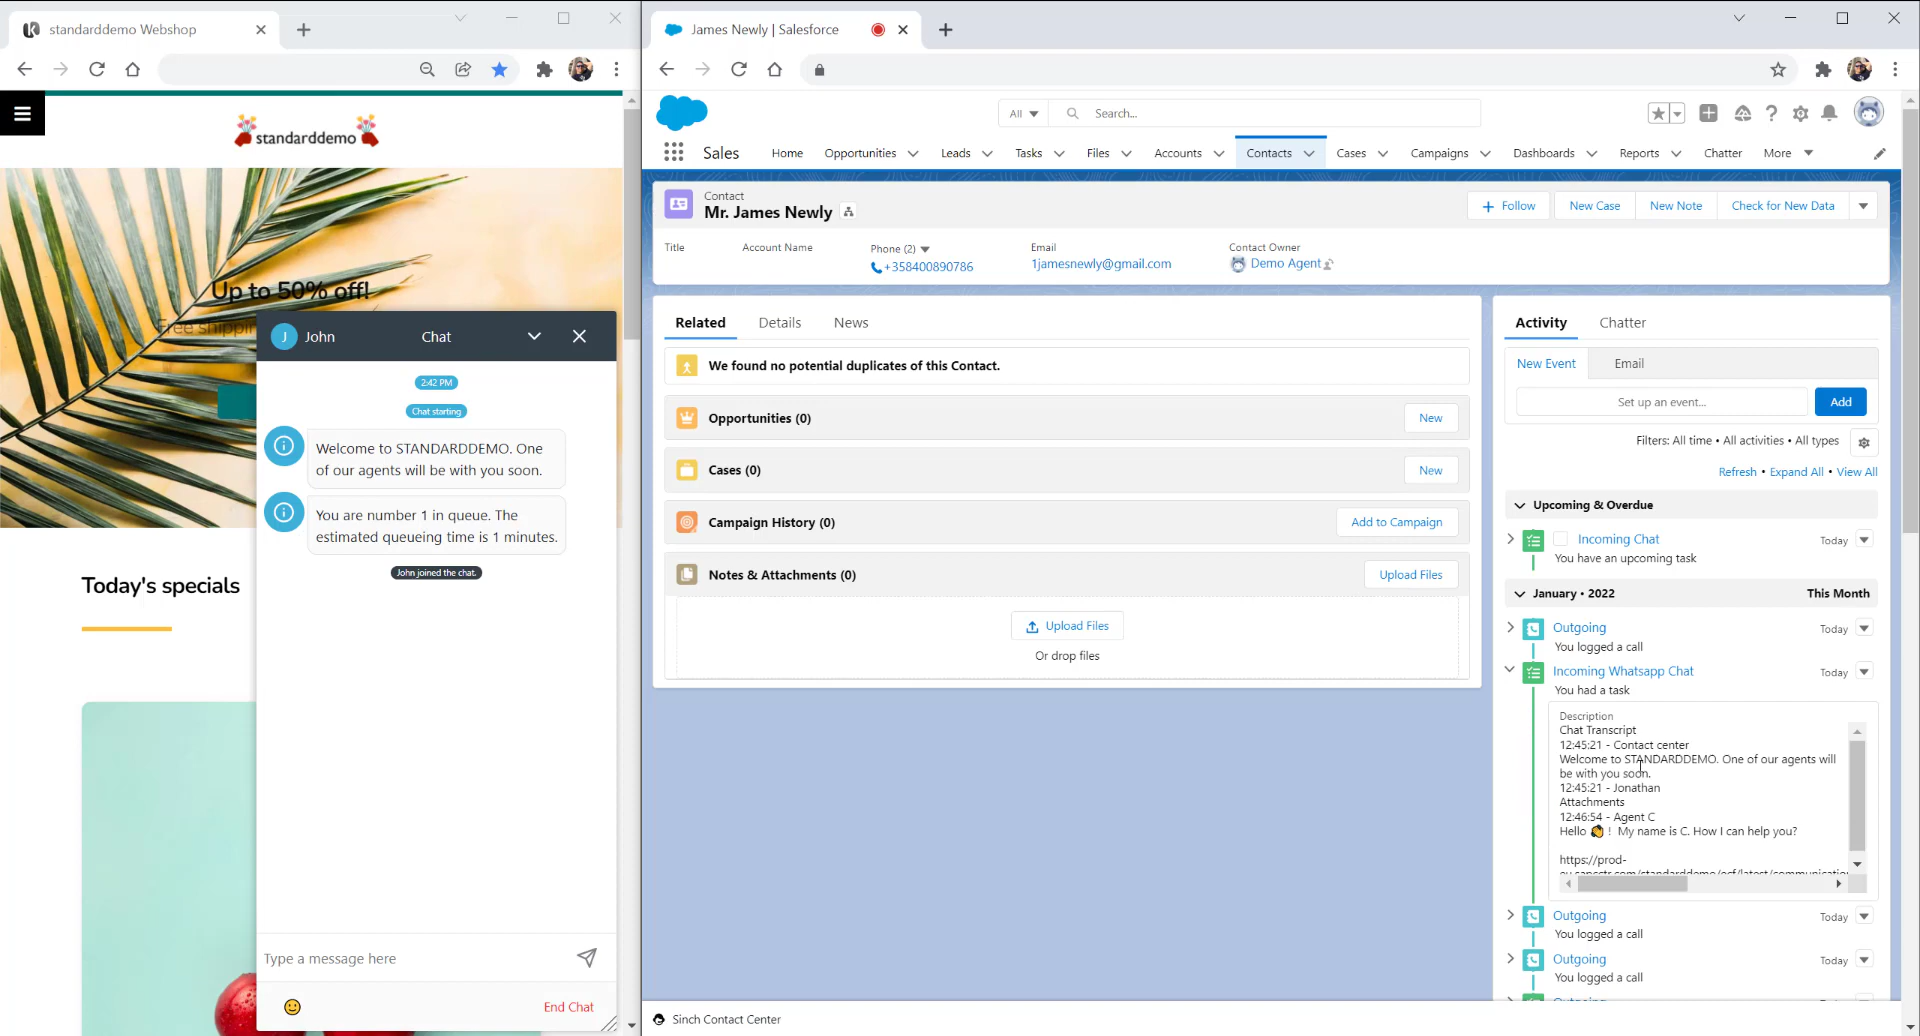 standarddemo Webshop
standarddemo
Up to 50% off!
Free shippin
J John Chat
2:42 PM
Chat starting
Welcome to STANDARDDEMO. One
of our agents will be with you soon.
You are number 1 in queue. The
estimated queueing time is 1 minutes.
John joined the chat.
Type a message here
End Chat
Today's specials
James Newly | Salesforce
All Search...
Sales Home Opportunities Leads Tasks Files Accounts Contacts Cases Campaigns Dashboards Reports Chatter More
Contact
Mr. James Newly
Follow New Case New Note Check for New Data
Title Account Name Phone (2) Email Contact Owner
+358400890786 1jamesnewly@gmail.com Demo Agent
Related Details News
We found no potential duplicates of this Contact.
Opportunities (0) New
Cases (0) New
Campaign History (0) Add to Campaign
Notes & Attachments (0) Upload Files
Upload Files
Or drop files
Activity Chatter
New Event Email
Set up an event... Add
Filters: All time • All activities • All types
Refresh • Expand All • View All
Upcoming & Overdue
Incoming Chat Today
You have an upcoming task
January • 2022 This Month
Outgoing Today
You logged a call
Incoming Whatsapp Chat Today
You had a task
Description
Chat Transcript
12:45:21 - Contact center
Welcome to STANDARDDEMO. One of our agents will
be with you soon.
12:45:21 - Jonathan
Attachments
12:46:54 - Agent C
Hello 👏 ! My name is C. How I can help you?
https://prod-
eu.sapcctr.com/standarddemo/ecf/latest/communication
Outgoing Today
You logged a call
Outgoing Today
You logged a call
Sinch Contact Center